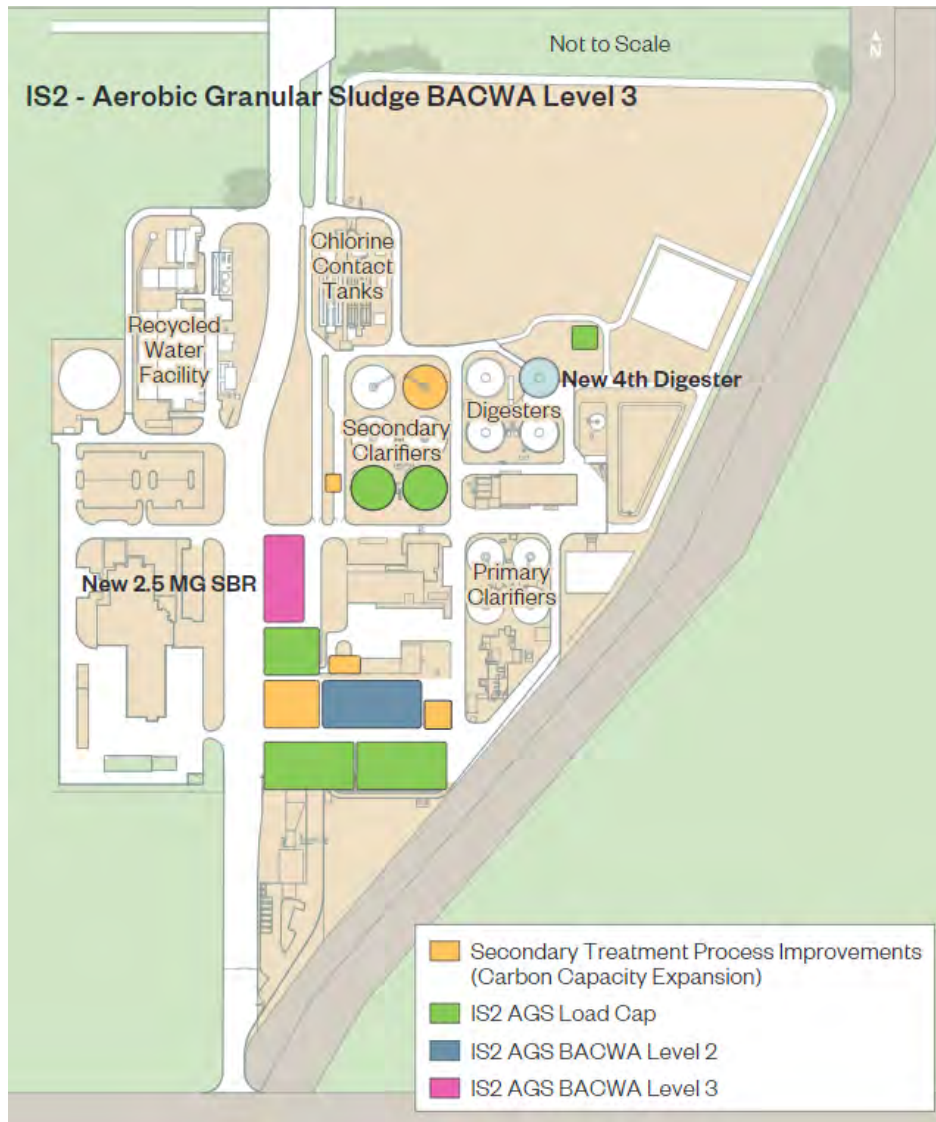 Not to Scale
N
IS2 - Aerobic Granular Sludge BACWA Level 3
Chlorine
Contact
Tanks
Recycled
Water
Facility
New 4th Digester
Digesters
Secondary
Clarifiers
New 2.5 MG SBR
Primary
Clarifiers
Secondary Treatment Process Improvements
(Carbon Capacity Expansion)
IS2 AGS Load Cap
IS2 AGS BACWA Level 2
IS2 AGS BACWA Level 3